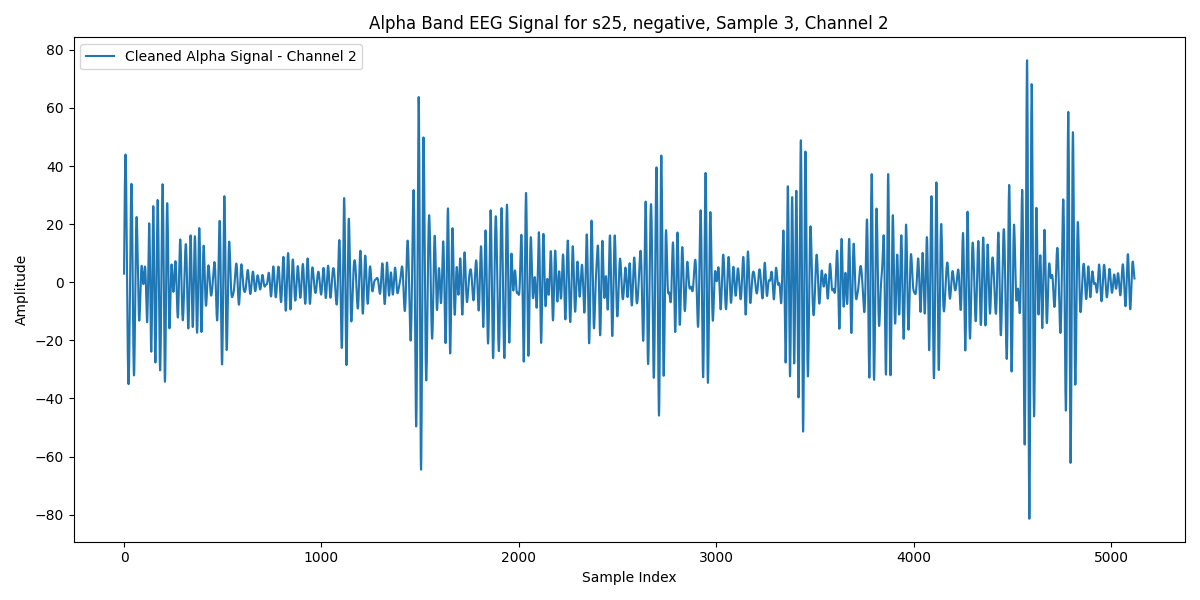 Alpha Band EEG Signal for s25, negative, Sample 3, Channel 2
Cleaned Alpha Signal - Channel 2
80
60
40
20
0
−20
−40
−60
−80
Amplitude
0 1000 2000 3000 4000 5000
Sample Index